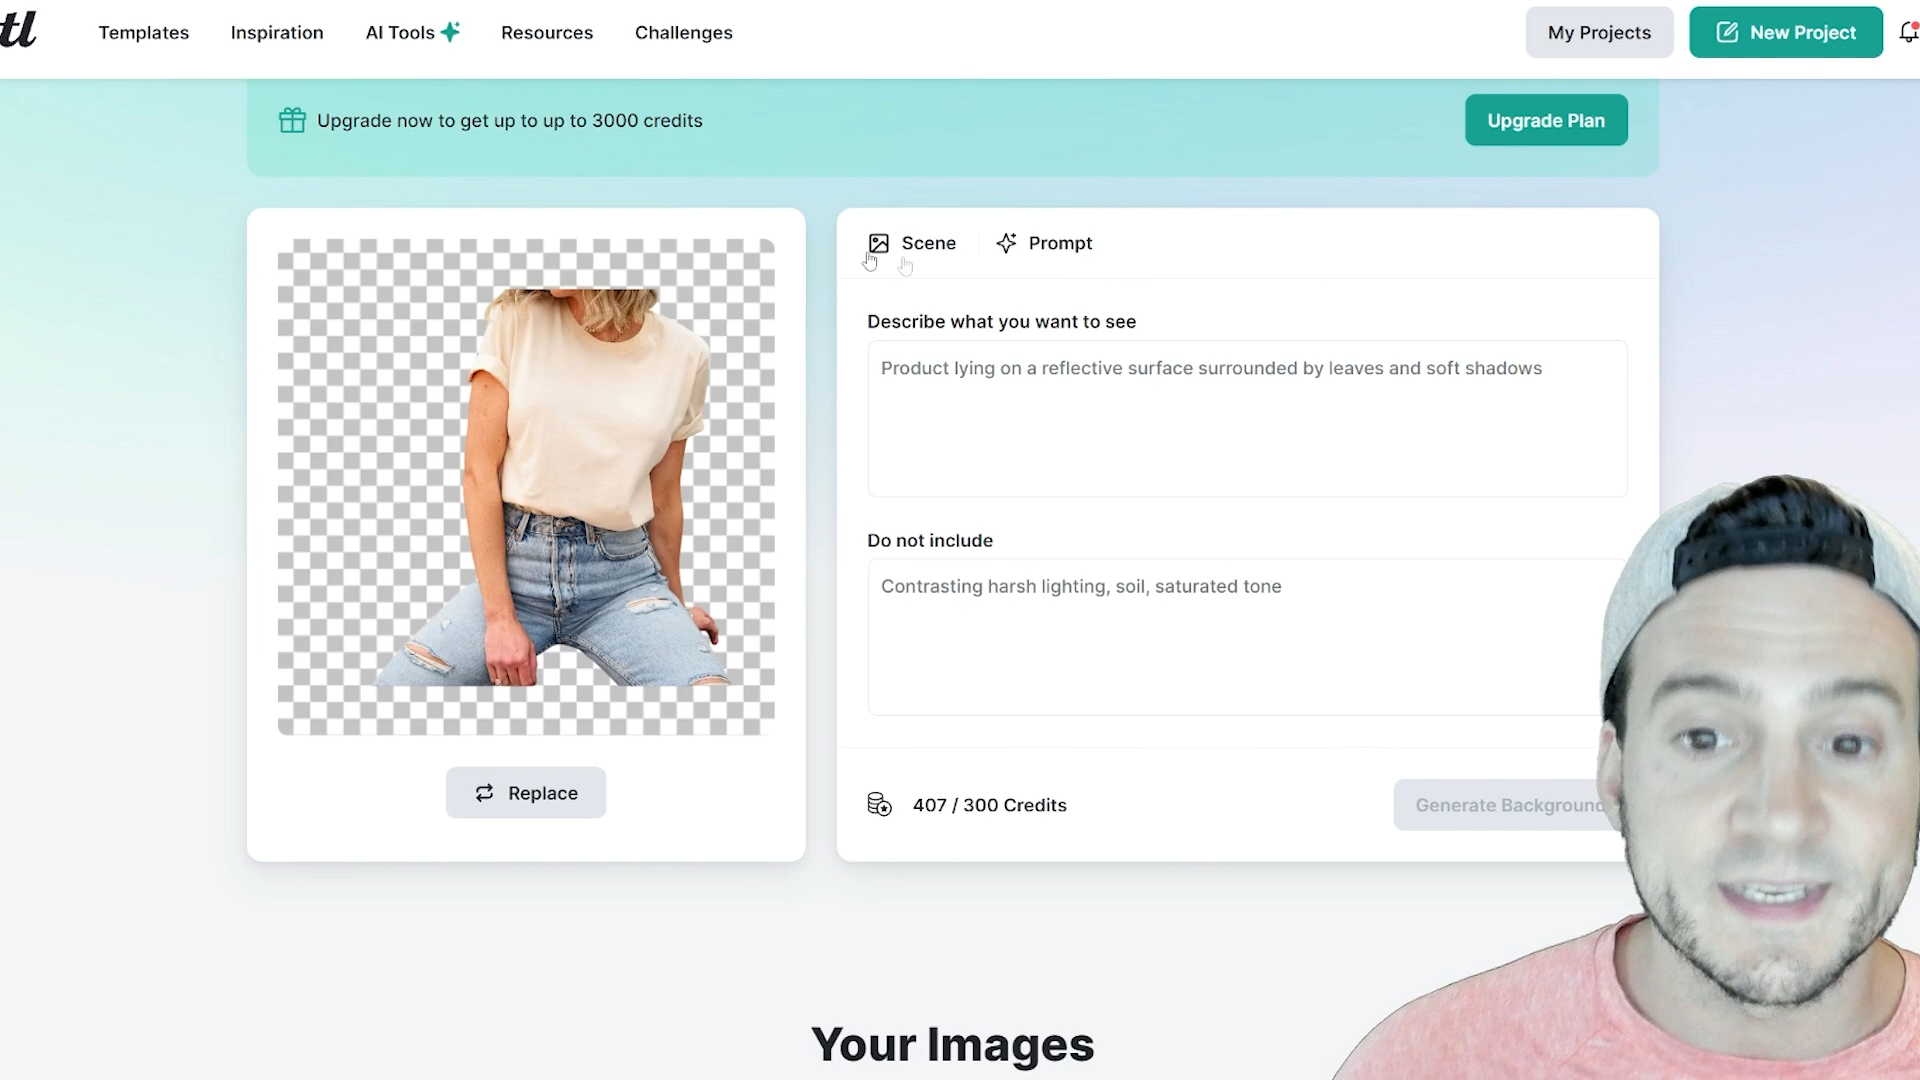 tl
Templates
Inspiration
AI Tools
Resources
Challenges
My Projects
New Project
Upgrade now to get up to up to 3000 credits
Upgrade Plan
Scene
Prompt
Describe what you want to see
Product lying on a reflective surface surrounded by leaves and soft shadows
Do not include
Contrasting harsh lighting, soil, saturated tone
Replace
407 / 300 Credits
Generate Background
Your Images